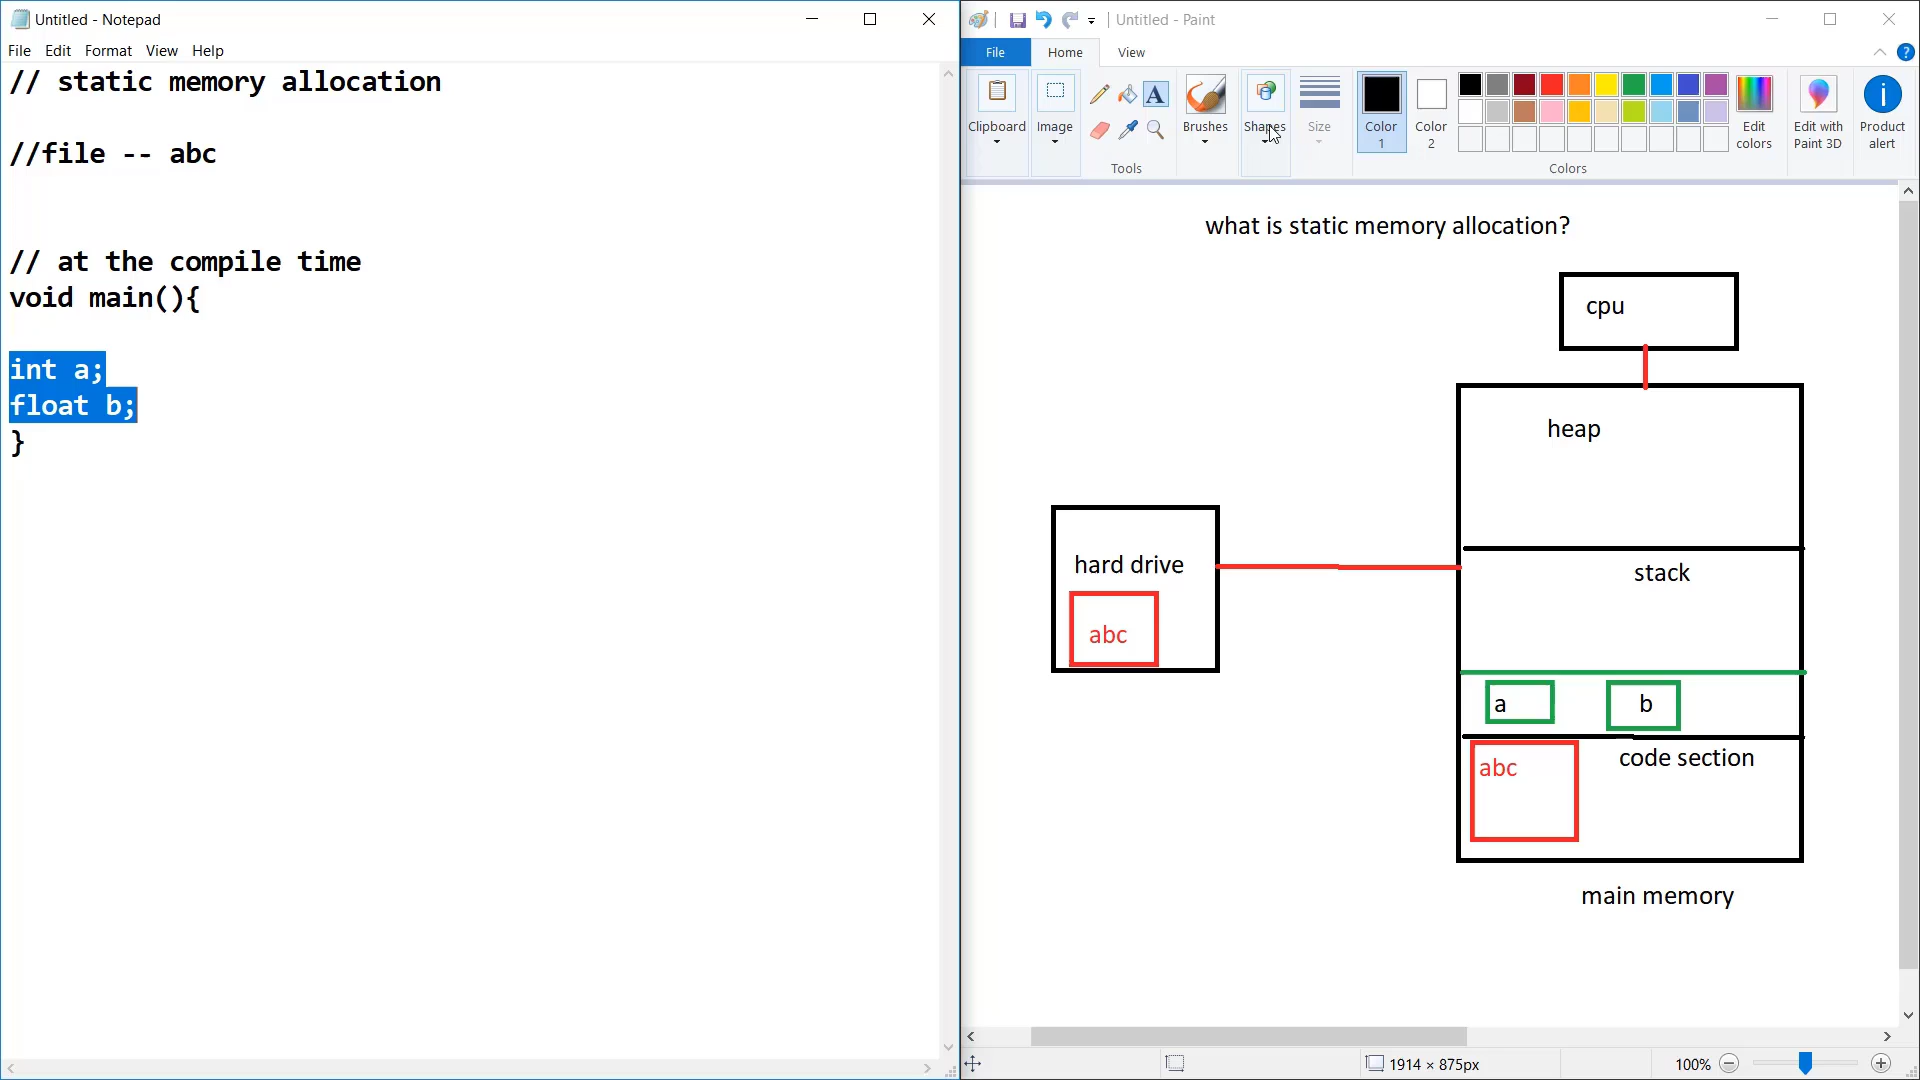 Untitled - Notepad
File Edit Format View Help
// static memory allocation
//file -- abc
// at the compile time
void main(){
int a;
float b;
}
Untitled - Paint
File Home View
Clipboard
Image
A
Tools
Brushes
Shapes
Size
Color 1
Color 2
Edit colors
Colors
Edit with Paint 3D
Product alert
what is static memory allocation?
cpu
heap
hard drive
stack
abc
a b
code section
abc
main memory
1914 × 875px
100%